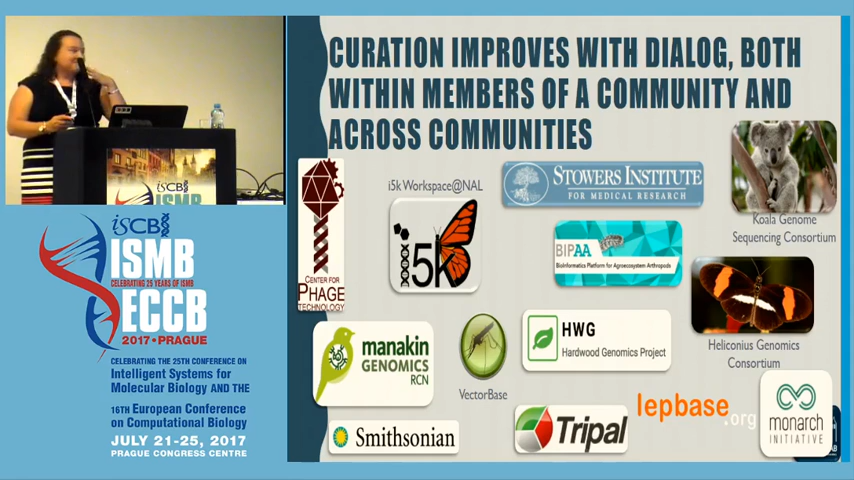 CURATION IMPROVES WITH DIALOG, BOTH
WITHIN MEMBERS OF A COMMUNITY AND
ACROSS COMMUNITIES
CENTER FOR
PHAGE
TECHNOLOGY
i5k Workspace@NAL
i5k
STOWERS INSTITUTE
FOR MEDICAL RESEARCH
Koala Genome
Sequencing Consortium
BIPAA
BioInformatics Platform for Agroecosystem Arthropods
Heliconius Genomics
Consortium
manakin
GENOMICS
RCN
VectorBase
HWG
Hardwood Genomics Project
Smithsonian
Tripal
lepbase
.org
monarch
INITIATIVE
iSCB
ISMB
iSCB
ISMB
CELEBRATING 25 YEARS OF ISMB
ECCB
2017 • PRAGUE
CELEBRATING THE 25TH CONFERENCE ON
Intelligent Systems for
Molecular Biology AND THE
16TH European Conference
on Computational Biology
JULY 21-25, 2017
PRAGUE CONGRESS CENTRE